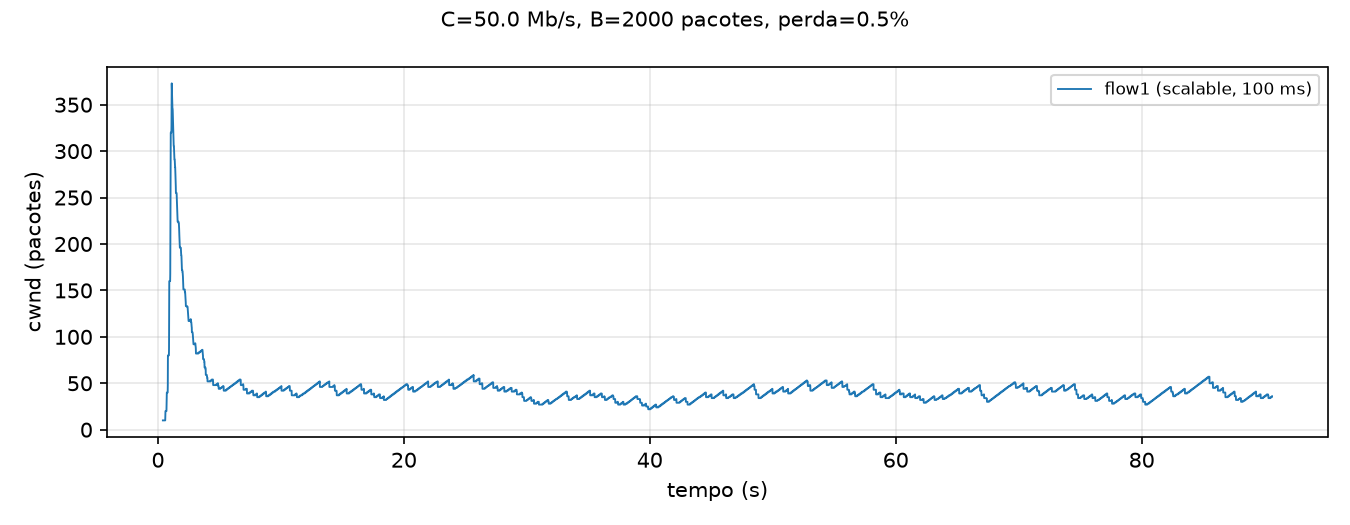 C=50.0 Mb/s, B=2000 pacotes, perda=0.5%
flow1 (scalable, 100 ms)
cwnd (pacotes)
350
300
250
200
150
100
50
0
0 20 40 60 80
tempo (s)